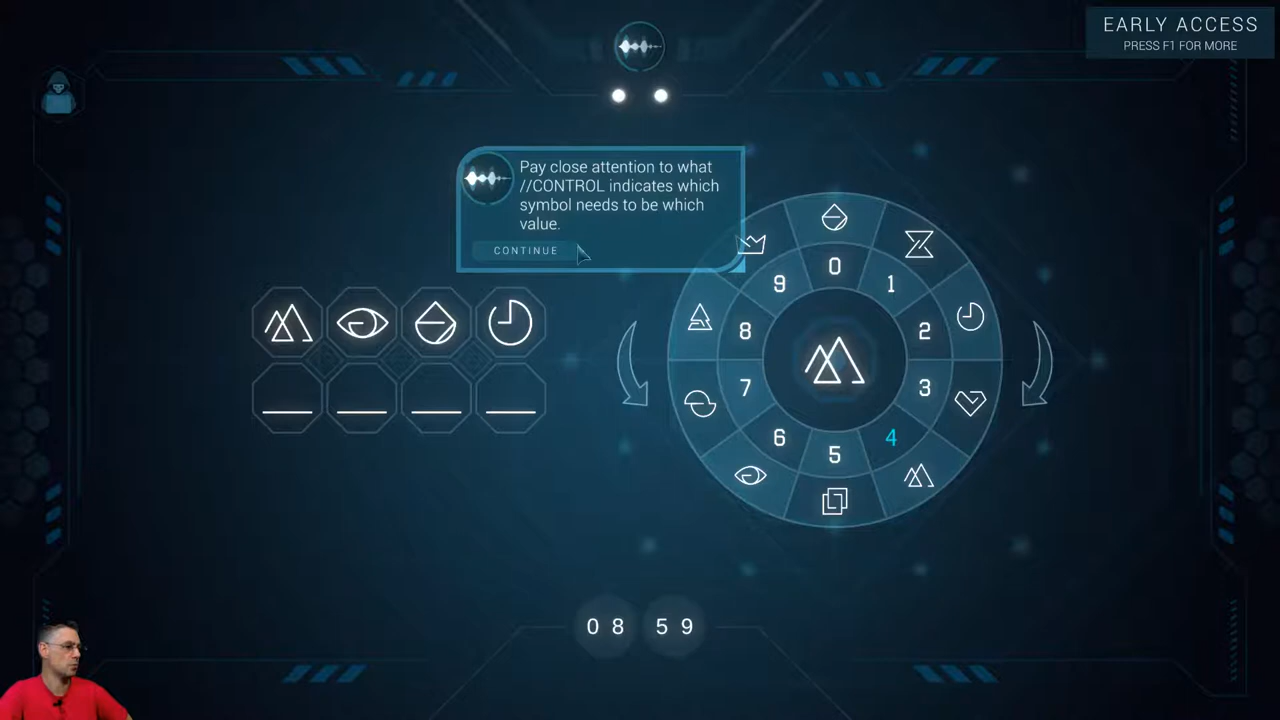 EARLY ACCESS
PRESS F1 FOR MORE
Pay close attention to what
//CONTROL indicates which
symbol needs to be which
value.
CONTINUE
0
1
2
3
4
5
6
7
8
9
08 59